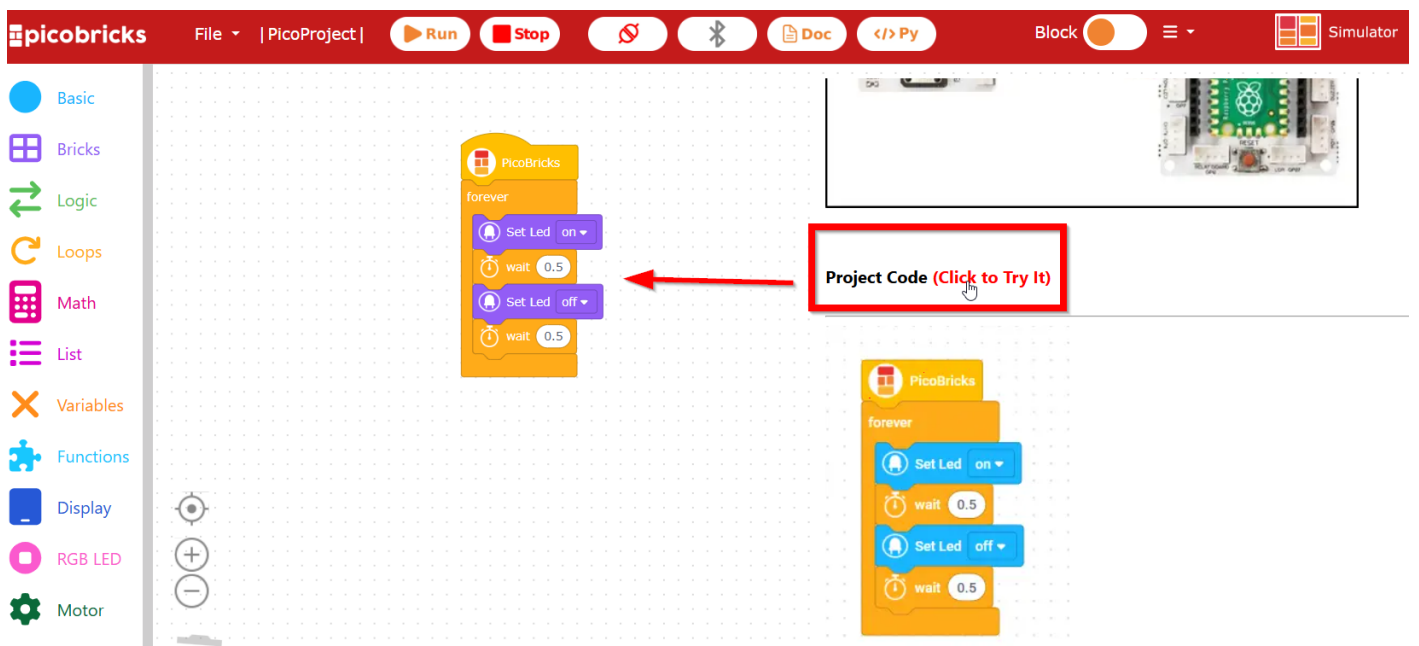 picobricks
File
|PicoProject|
Run
Stop
Doc
</> Py
Block
Simulator
Basic
Bricks
Logic
Loops
Math
List
Variables
Functions
Display
RGB LED
Motor
PicoBricks
forever
Set Led on
wait 0.5
Set Led off
wait 0.5
RESET
Project Code (Click to Try It)
PicoBricks
forever
Set Led on
wait 0.5
Set Led off
wait 0.5